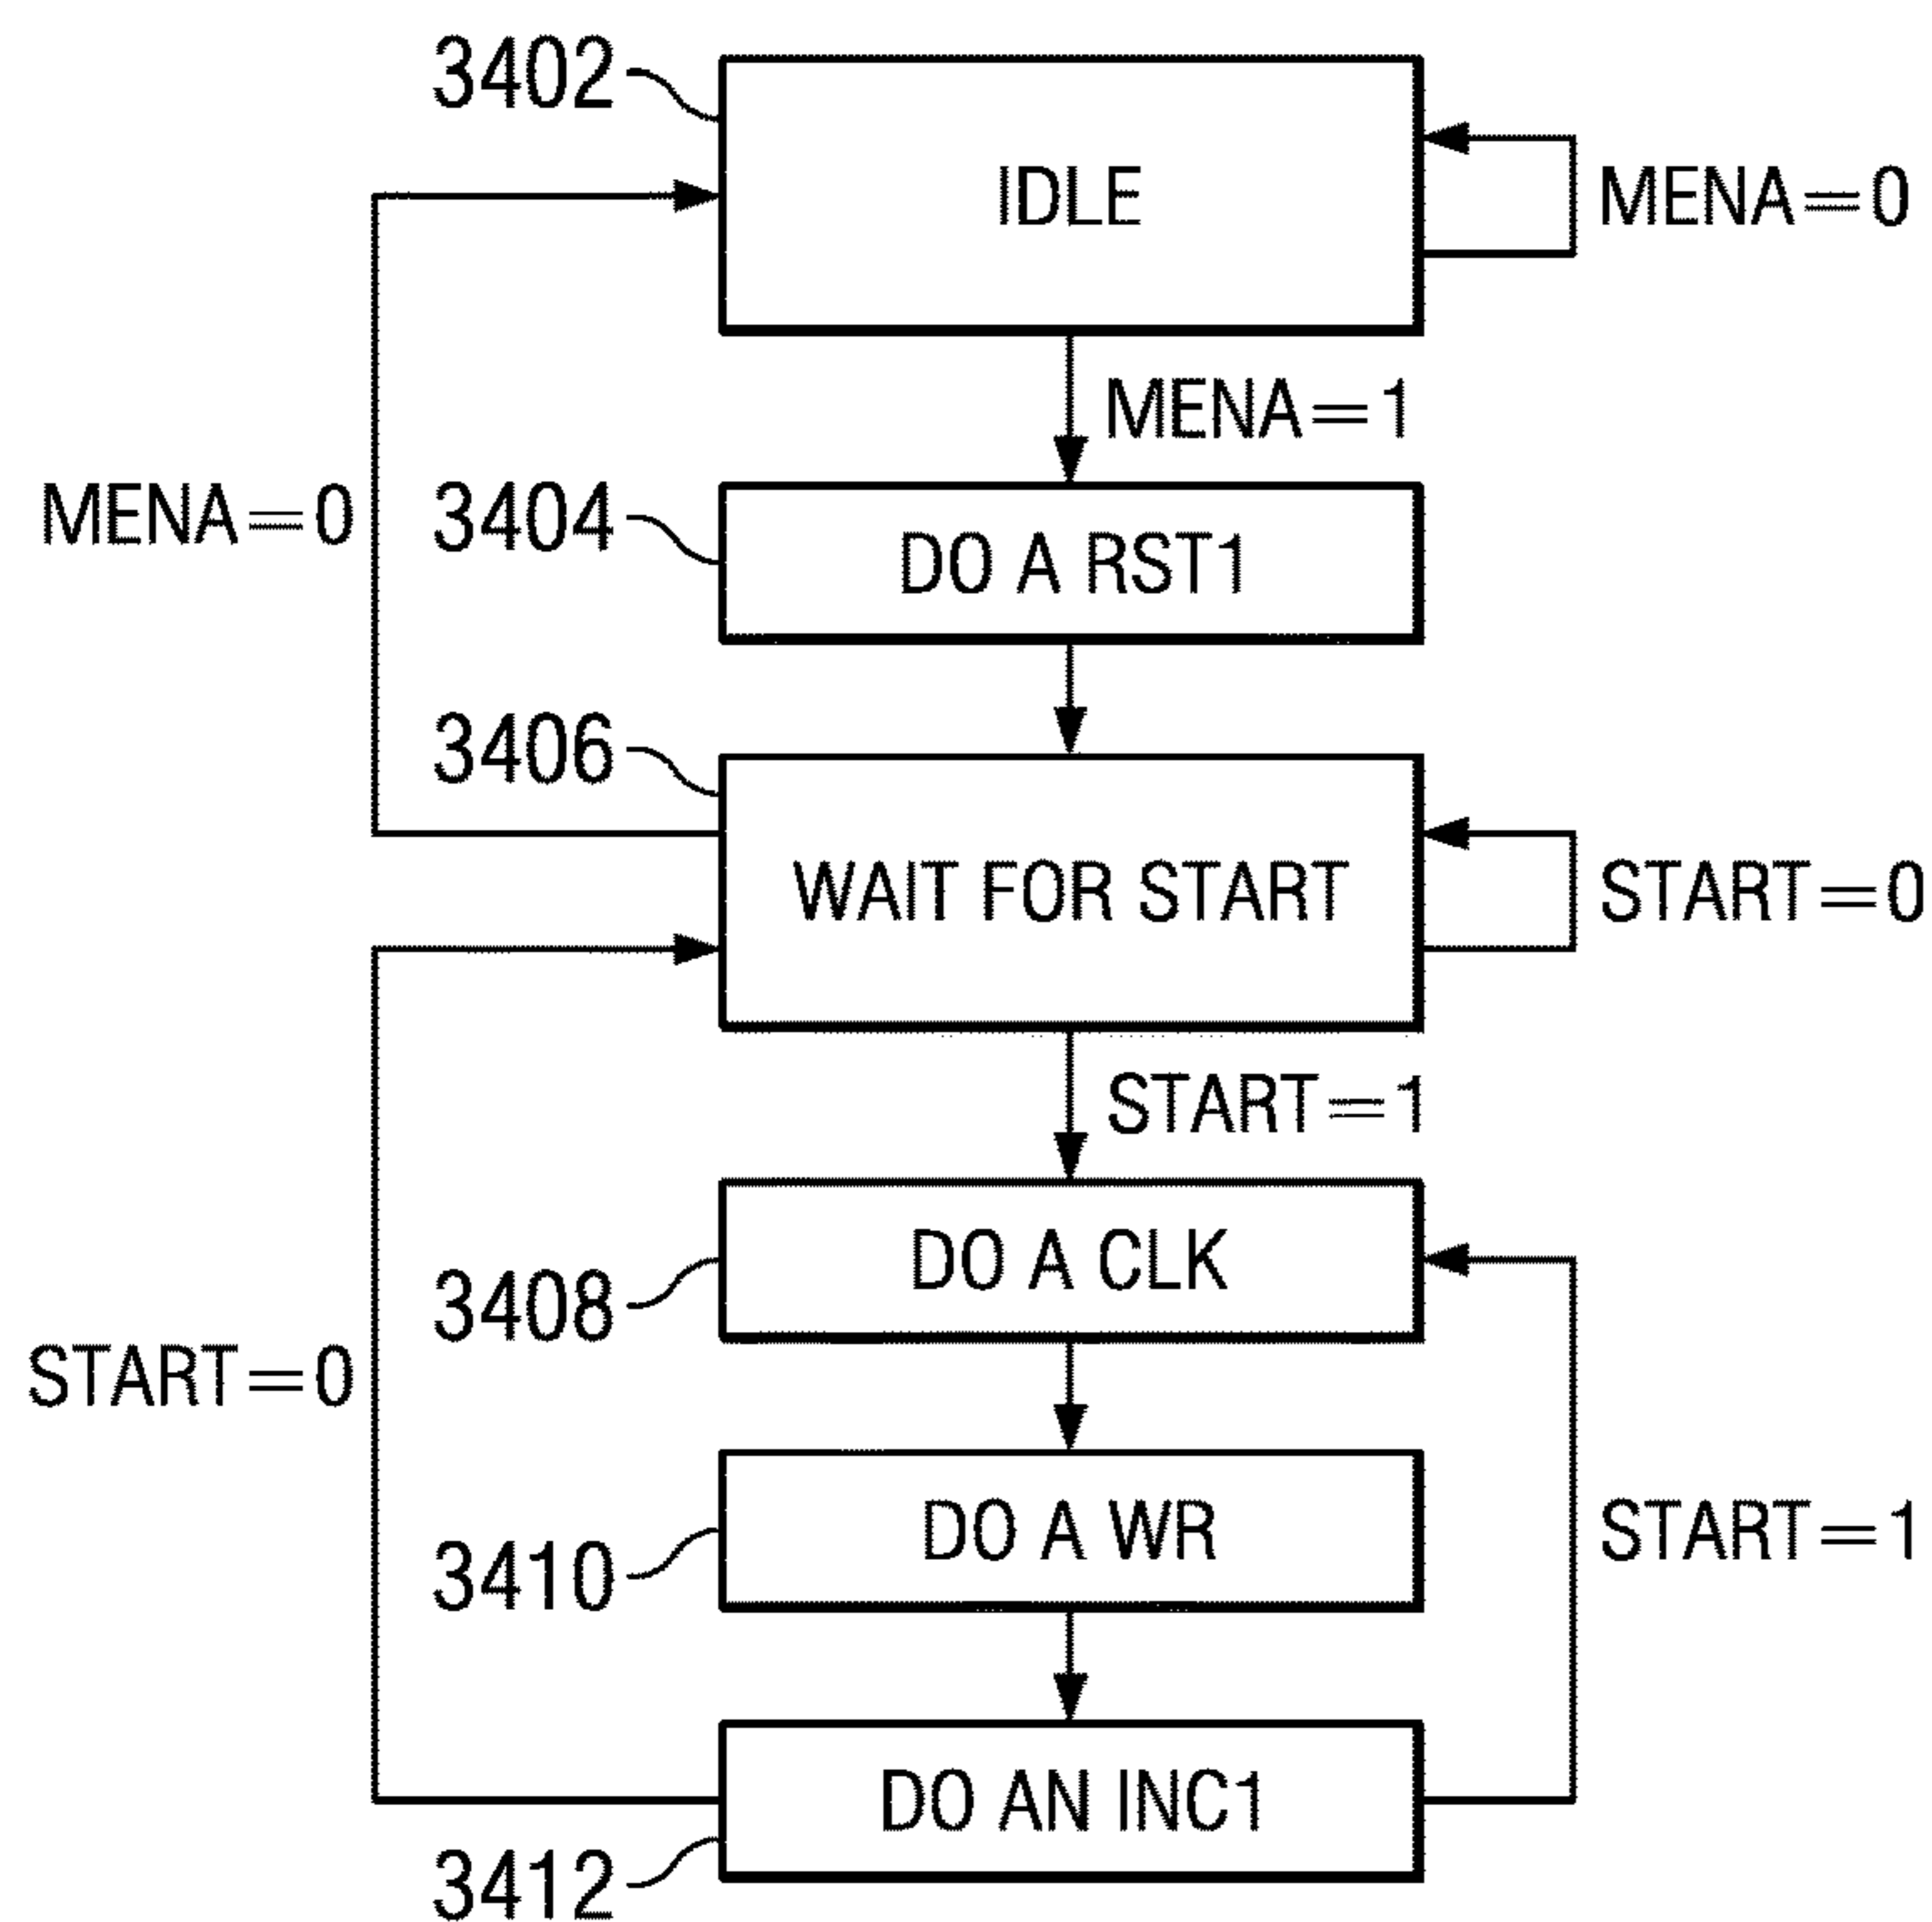 3402
IDLE
MENA=0
MENA=1
MENA=0
3404
DO A RST1
3406
WAIT FOR START
START=0
START=1
3408
DO A CLK
START=0
3410
DO A WR
START=1
DO AN INC1
3412